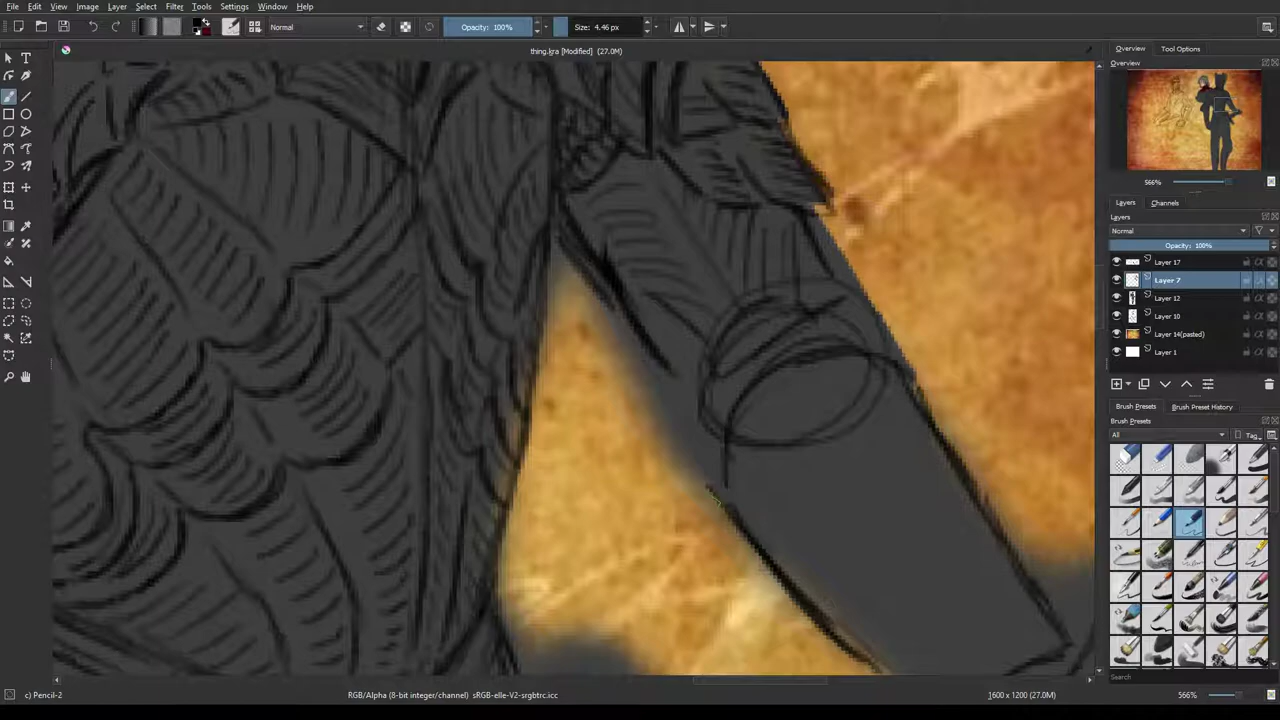 File Edit View Image Layer Select Filter Tools Settings Window Help
Normal Opacity: 100% Size: 4.46 px
thing.kra [Modified] (27.0M)
Overview Tool Options
Overview
566%
Layers Channels
Layers
Normal
Opacity: 100%
Layer 17
Layer 7
Layer 12
Layer 10
Layer 14(pasted)
Layer 1
Brush Presets Brush Preset History
Brush Presets
All Tag
Search
c) Pencil-2 RGB/Alpha (8-bit integer/channel) sRGB-elle-V2-srgbtrc.icc 1600 x 1200 (27.0M) 566%